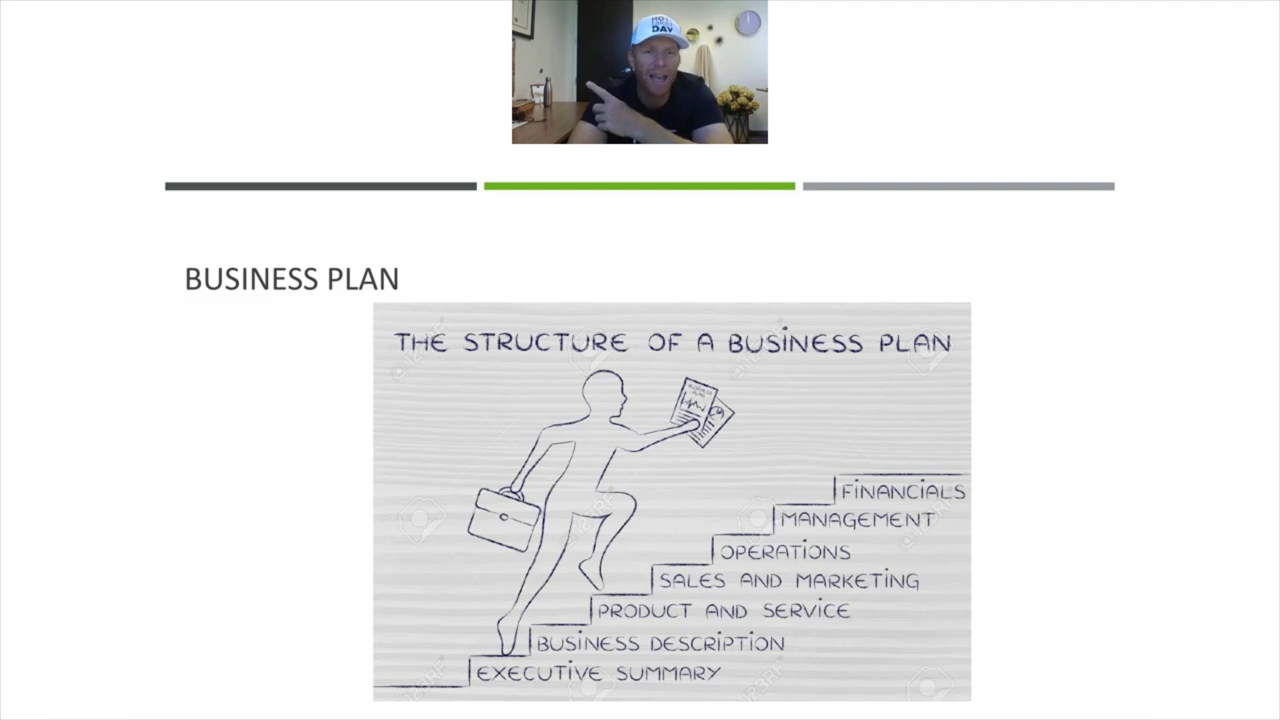 DAY
BUSINESS PLAN
THE STRUCTURE OF A BUSINESS PLAN
FINANCIALS
MANAGEMENT
OPERATIONS
SALES AND MARKETING
PRODUCT AND SERVICE
BUSINESS DESCRIPTION
EXECUTIVE SUMMARY